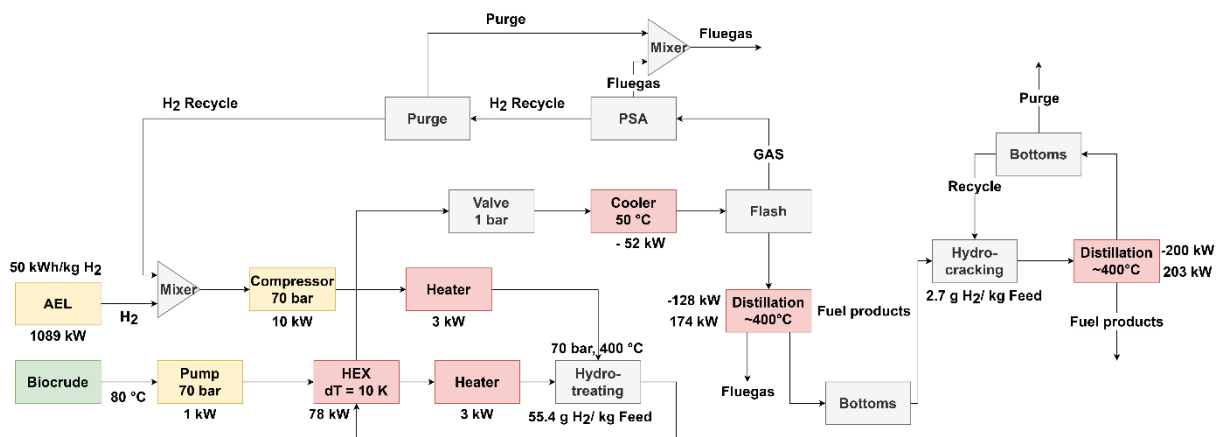 Purge
Mixer
Fluegas
Fluegas
H2 Recycle
Purge
H2 Recycle
PSA
GAS
Purge
Bottoms
Recycle
Valve
1 bar
Cooler
50 °C
- 52 kW
Flash
50 kWh/kg H2
AEL
1089 kW
H2
Mixer
Compressor
70 bar
10 kW
Heater
3 kW
-128 kW
174 kW
Distillation
~400°C
Fuel products
Hydro-
cracking
2.7 g H2/ kg Feed
Distillation
~400°C
-200 kW
203 kW
Fuel products
Biocrude
80 °C
Pump
70 bar
1 kW
HEX
dT = 10 K
78 kW
Heater
3 kW
70 bar, 400 °C
Hydro-
treating
55.4 g H2/ kg Feed
Fluegas
Bottoms